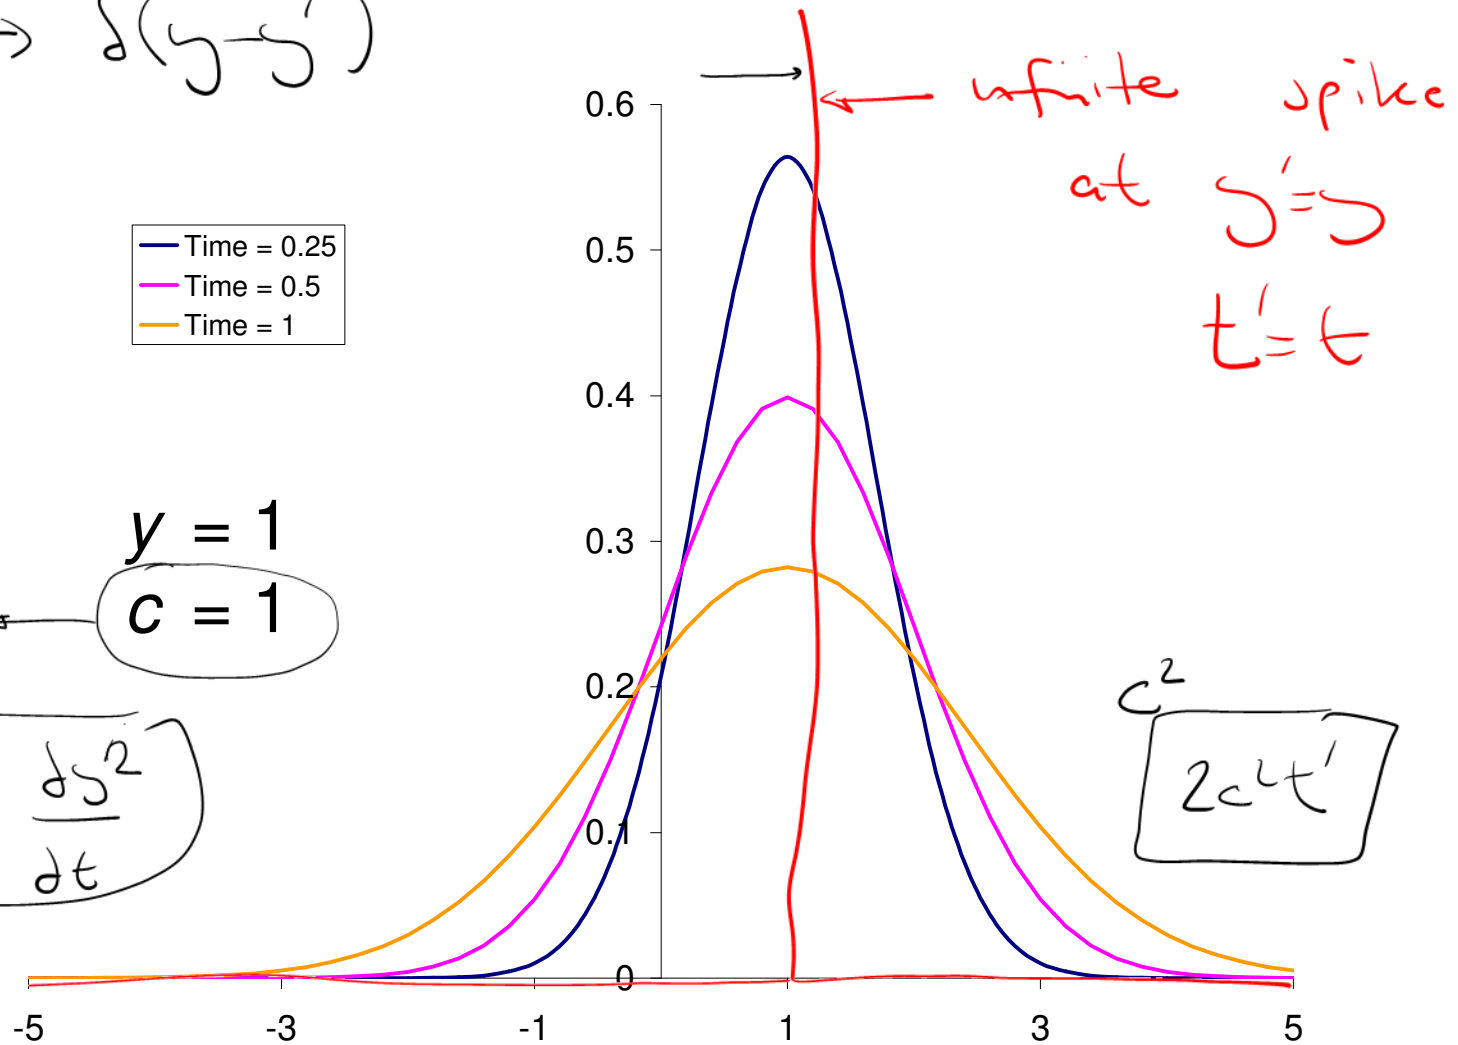 → δ(y-y')
infinite spike
at y'=y
t'=t
0.6
0.5
0.4
0.3
0.2
0.1
0
Time = 0.25
Time = 0.5
Time = 1
y = 1
c = 1
dy²
dt
c²
2c²t'
-5 -3 -1 1 3 5